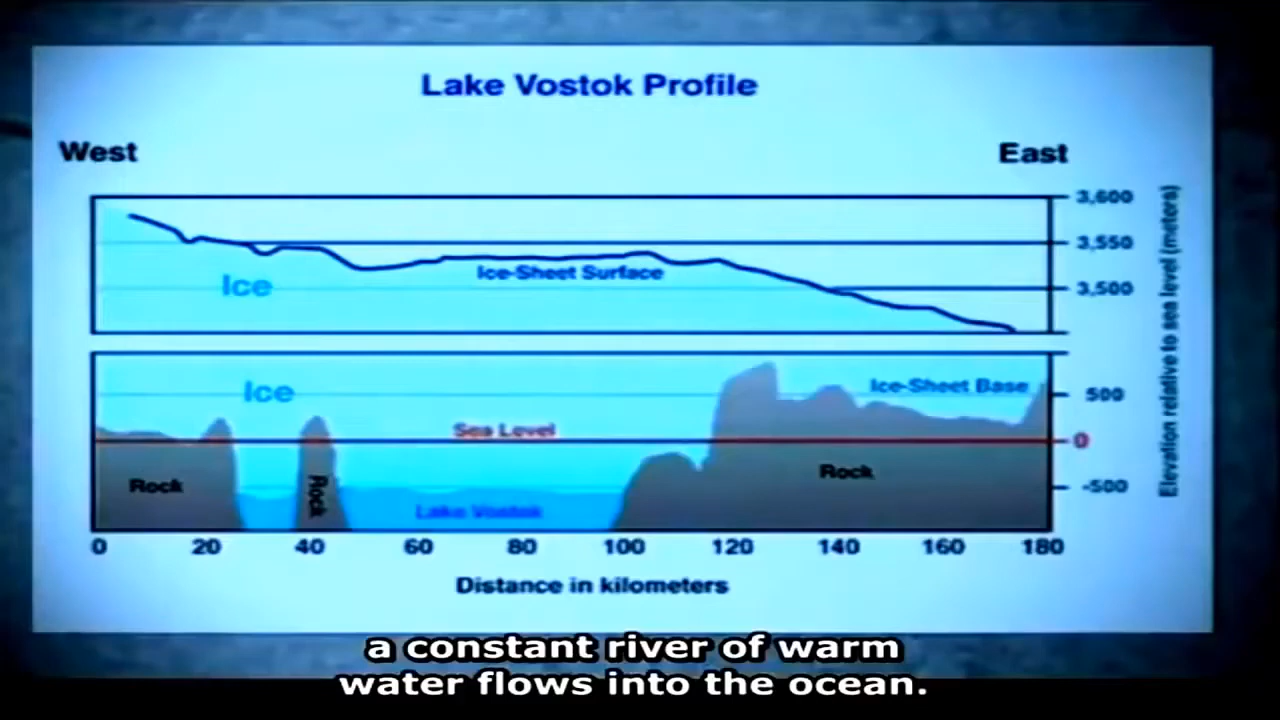 Lake Vostok Profile
West
East
3,600
3,550
3,500
Ice
Ice-Sheet Surface
Ice
Ice-Sheet Base
500
Sea Level
0
Rock
Rock
Rock
-500
Lake Vostok
0 20 40 60 80 100 120 140 160 180
Distance in kilometers
Elevation relative to sea level (meters)
a constant river of warm
water flows into the ocean.